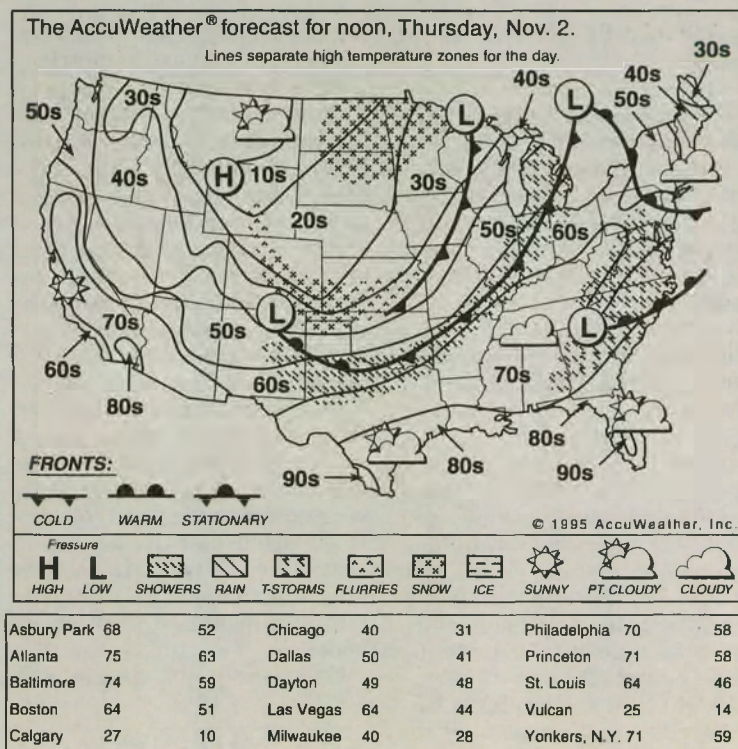 The AccuWeather® forecast for noon, Thursday, Nov. 2.
Lines separate high temperature zones for the day.
30s
40s
40s
50s
30s
50s
L
L
H
10s
40s
30s
20s
50s
60s
L
70s
50s
L
60s
60s
70s
80s
80s
80s
90s
90s
FRONTS:
COLD WARM STATIONARY
© 1995 AccuWeather, Inc.
Pressure
H L
HIGH LOW SHOWERS RAIN T-STORMS FLURRIES SNOW ICE SUNNY PT. CLOUDY CLOUDY
Asbury Park 68 52 Chicago 40 31 Philadelphia 70 58
Atlanta 75 63 Dallas 50 41 Princeton 71 58
Baltimore 74 59 Dayton 49 48 St. Louis 64 46
Boston 64 51 Las Vegas 64 44 Vulcan 25 14
Calgary 27 10 Milwaukee 40 28 Yonkers, N.Y. 71 59